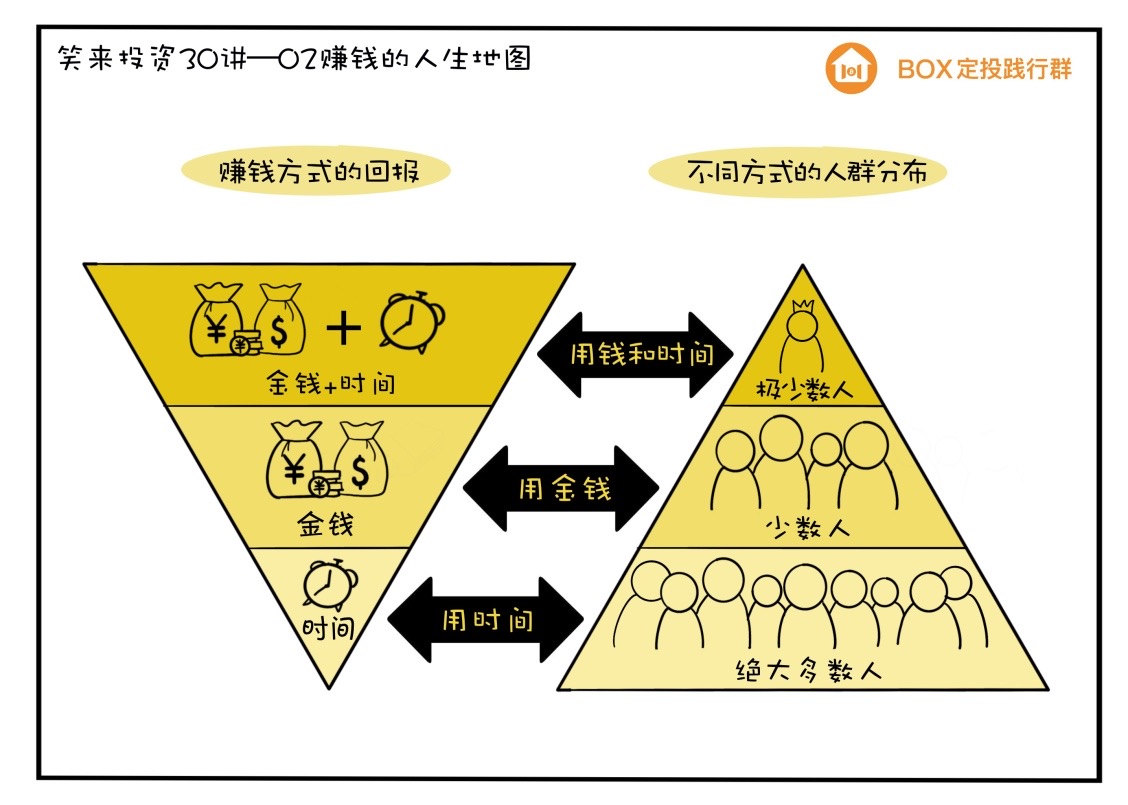 笑来投资30讲—02赚钱的人生地图
BOX定投践行群
赚钱方式的回报
不同方式的人群分布
¥ $ ¥
金钱+时间
用钱和时间
极少数人
¥ $ ¥
金钱
用金钱
少数人
时间
用时间
绝大多数人